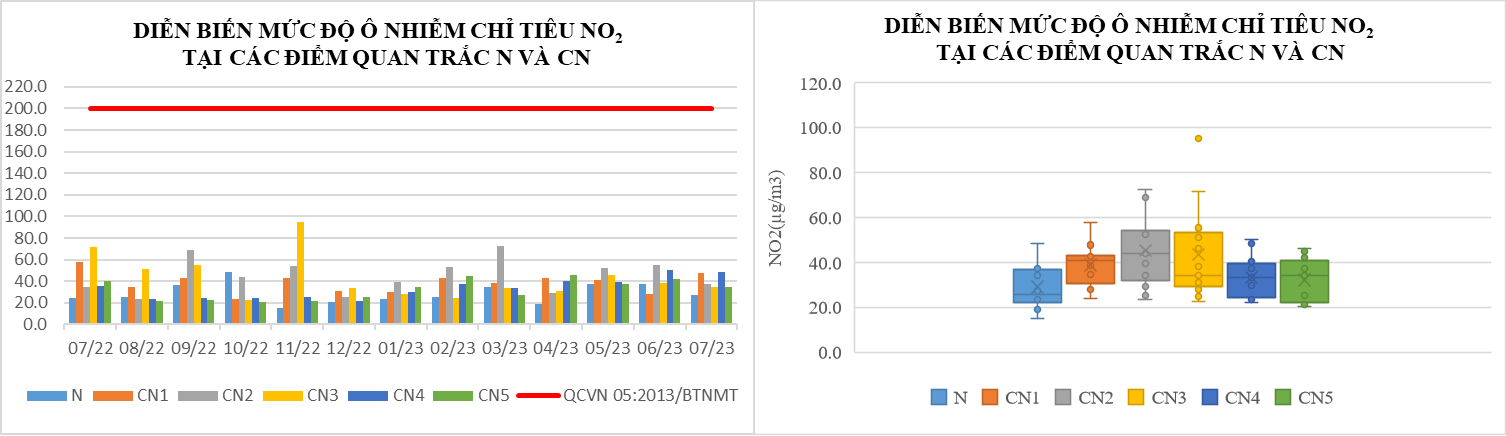 DIỄN BIẾN MỨC ĐỘ Ô NHIỄM CHỈ TIÊU NO₂
TẠI CÁC ĐIỂM QUAN TRẮC N VÀ CN
220.0
200.0
180.0
160.0
140.0
120.0
100.0
80.0
60.0
40.0
20.0
0.0
07/22 08/22 09/22 10/22 11/22 12/22 01/23 02/23 03/23 04/23 05/23 06/23 07/23
N CN1 CN2 CN3 CN4 CN5 QCVN 05:2013/BTNMT
DIỄN BIẾN MỨC ĐỘ Ô NHIỄM CHỈ TIÊU NO₂
TẠI CÁC ĐIỂM QUAN TRẮC N VÀ CN
NO2(µg/m3)
120.0
100.0
80.0
60.0
40.0
20.0
0.0
N CN1 CN2 CN3 CN4 CN5